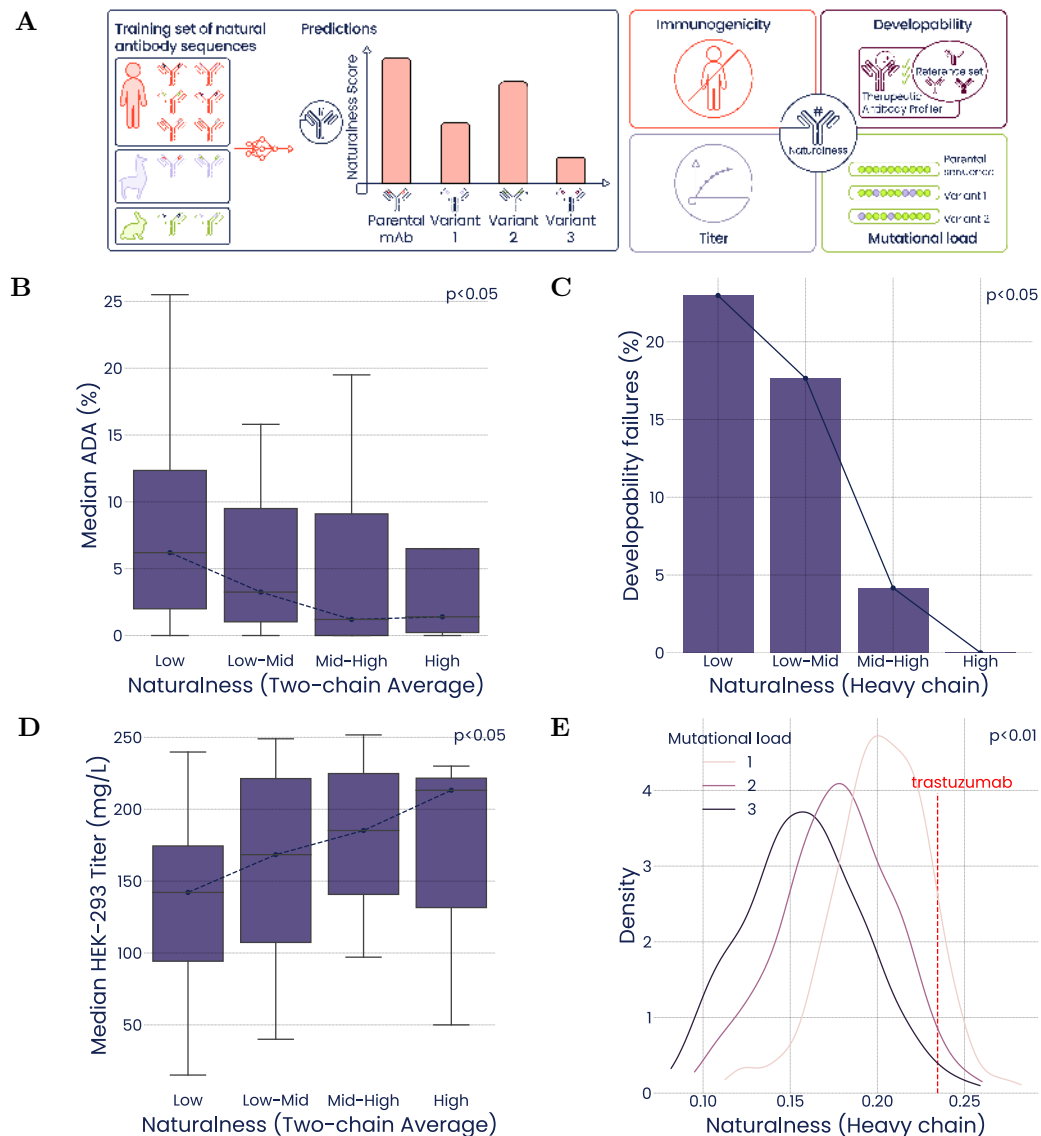 A
Training set of natural
antibody sequences
Predictions
Naturalness Score
Parental
mAb
Variant
1
Variant
2
Variant
3
Immunogenicity
Developability
Reference set
Therapeutic
Antibody Profiler
#
Naturalness
Titer
Parental
sequence
Variant 1
Variant 2
Mutational load
B
p<0.05
Median ADA (%)
25
20
15
10
5
0
Low
Low-Mid
Mid-High
High
Naturalness (Two-chain Average)
C
p<0.05
Developability failures (%)
20
15
10
5
0
Low
Low-Mid
Mid-High
High
Naturalness (Heavy chain)
D
p<0.05
Median HEK-293 Titer (mg/L)
250
200
150
100
50
Low
Low-Mid
Mid-High
High
Naturalness (Two-chain Average)
E
Mutational load
1
2
3
p<0.01
trastuzumab
Density
4
3
2
1
0
0.10
0.15
0.20
0.25
Naturalness (Heavy chain)